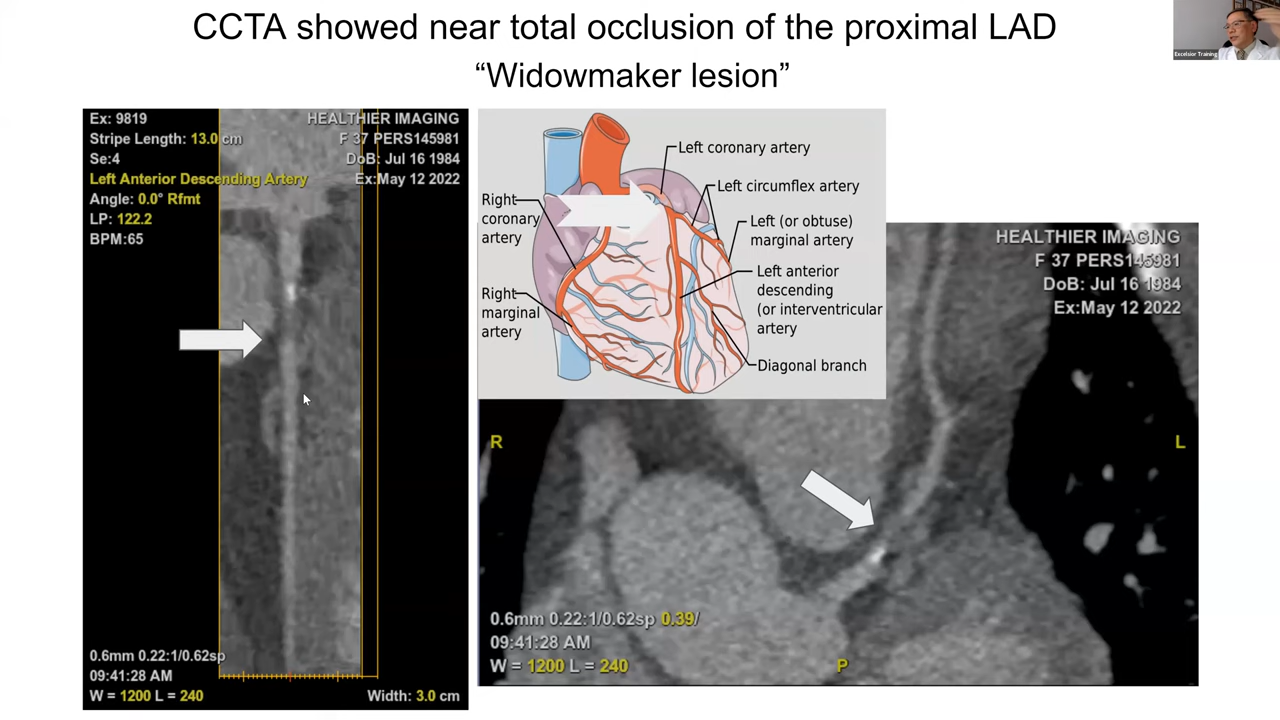 CCTA showed near total occlusion of the proximal LAD
“Widowmaker lesion”
Excelsior Training
Ex: 9819
Stripe Length: 13.0 cm
Se:4
Left Anterior Descending Artery
Angle: 0.0° Rfmt
LP: 122.2
BPM:65
HEALTHIER IMAGING
F 37 PERS145981
DoB: Jul 16 1984
Ex:May 12 2022
0.6mm 0.22:1/0.62sp
09:41:28 AM
W = 1200 L = 240
Width: 3.0 cm
Left coronary artery
Left circumflex artery
Right
coronary
artery
Left (or obtuse)
marginal artery
Left anterior
descending
(or interventricular
artery
Right
marginal
artery
Diagonal branch
HEALTHIER IMAGING
F 37 PERS145981
DoB: Jul 16 1984
Ex:May 12 2022
R
L
0.6mm 0.22:1/0.62sp 0.39/
09:41:28 AM
W = 1200 L = 240
P